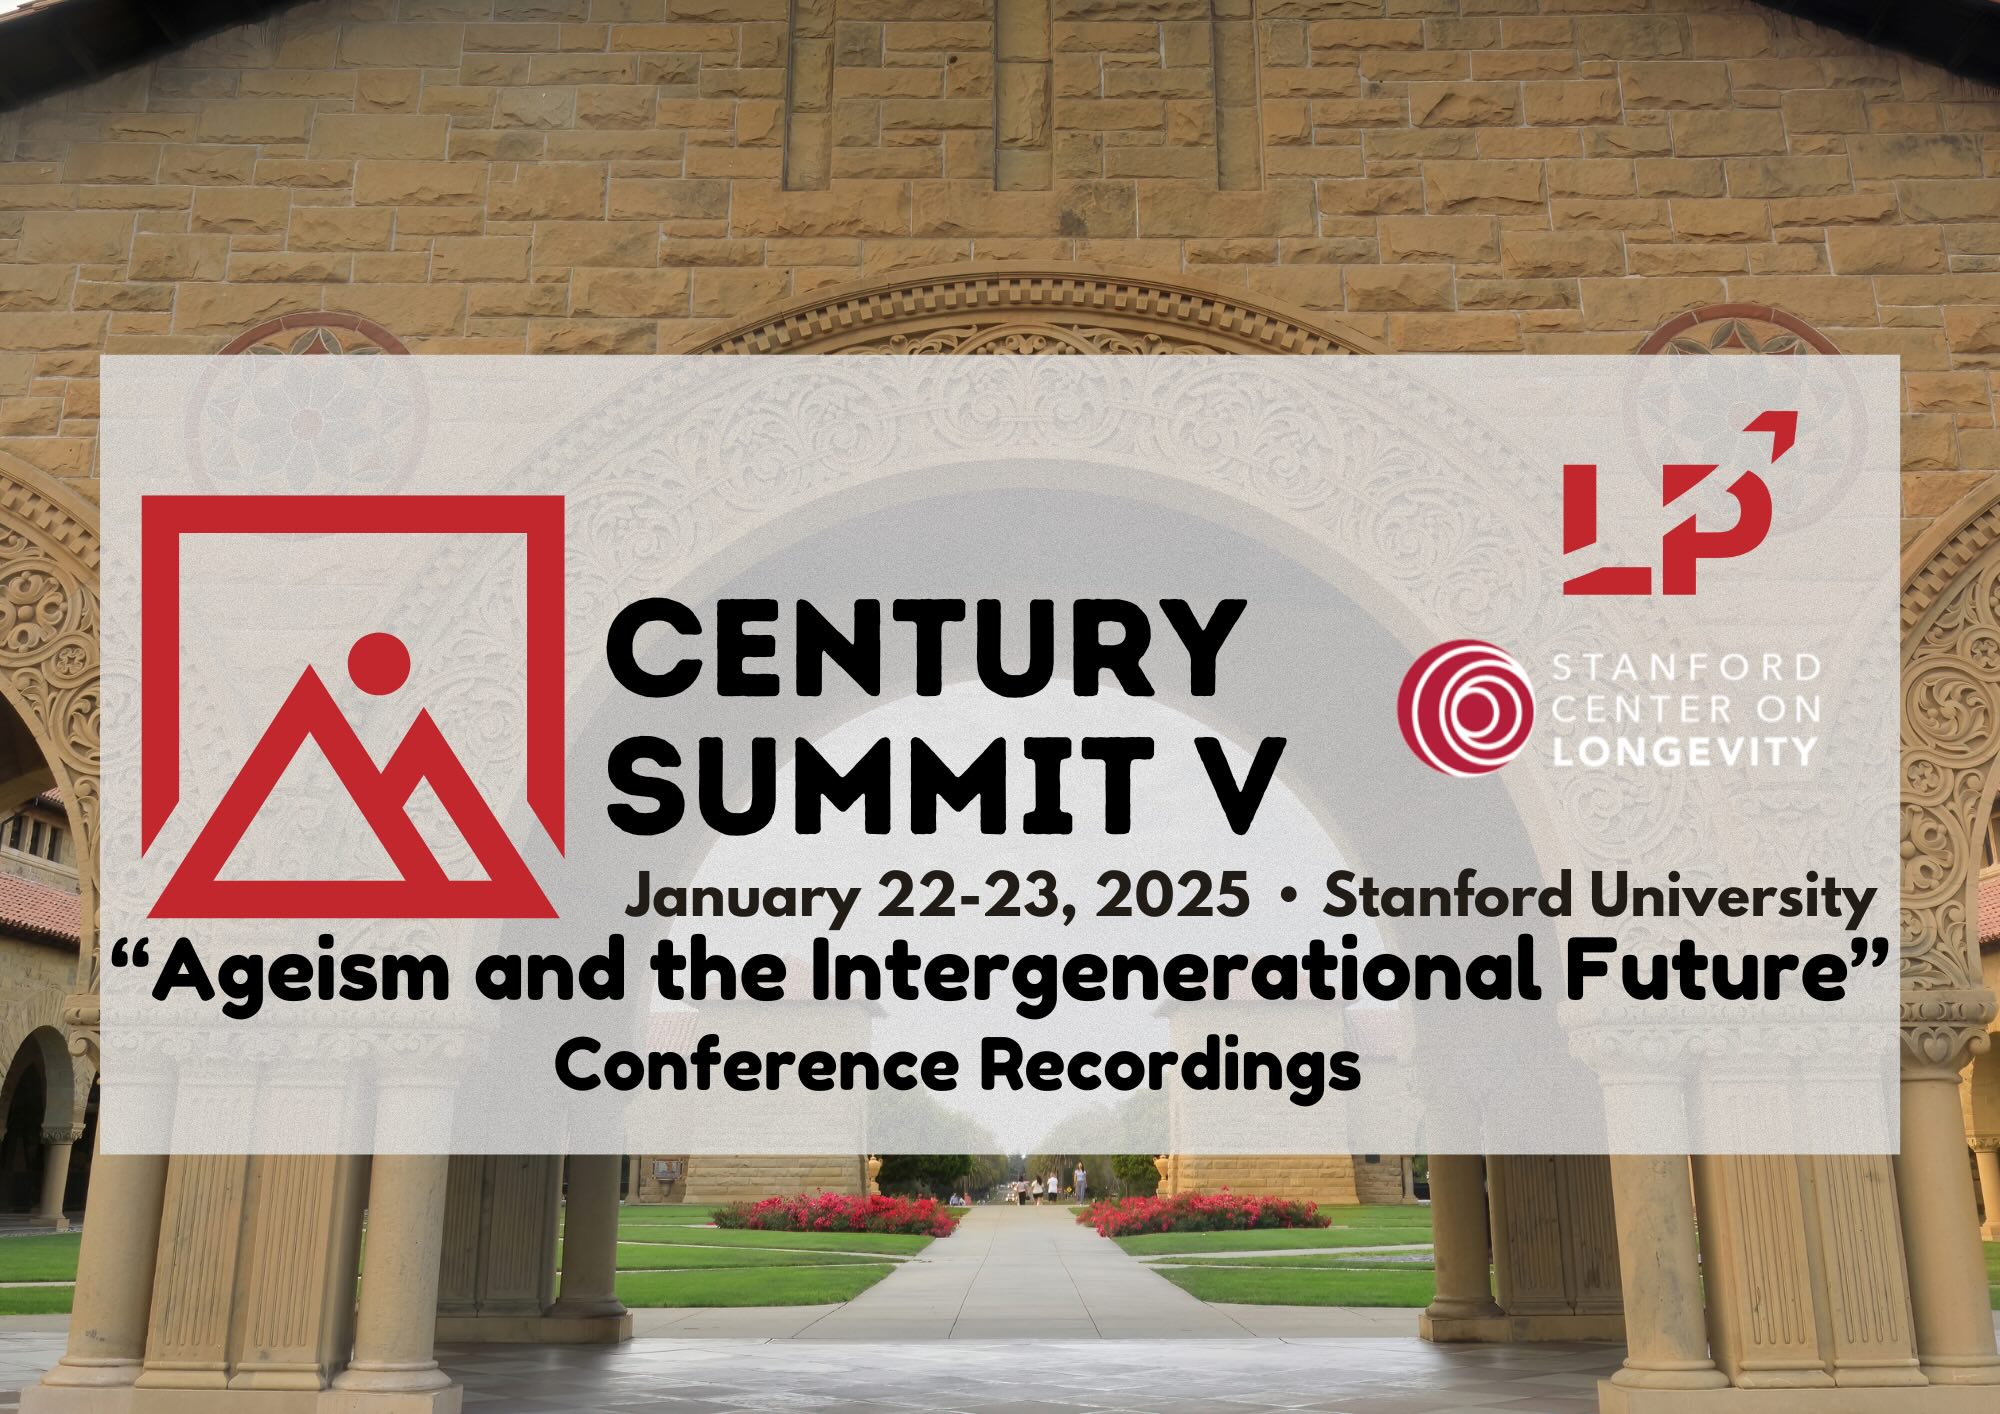 LP
CENTURY
SUMMIT V
STANFORD
CENTER ON
LONGEVITY
January 22-23, 2025 • Stanford University
“Ageism and the Intergenerational Future”
Conference Recordings